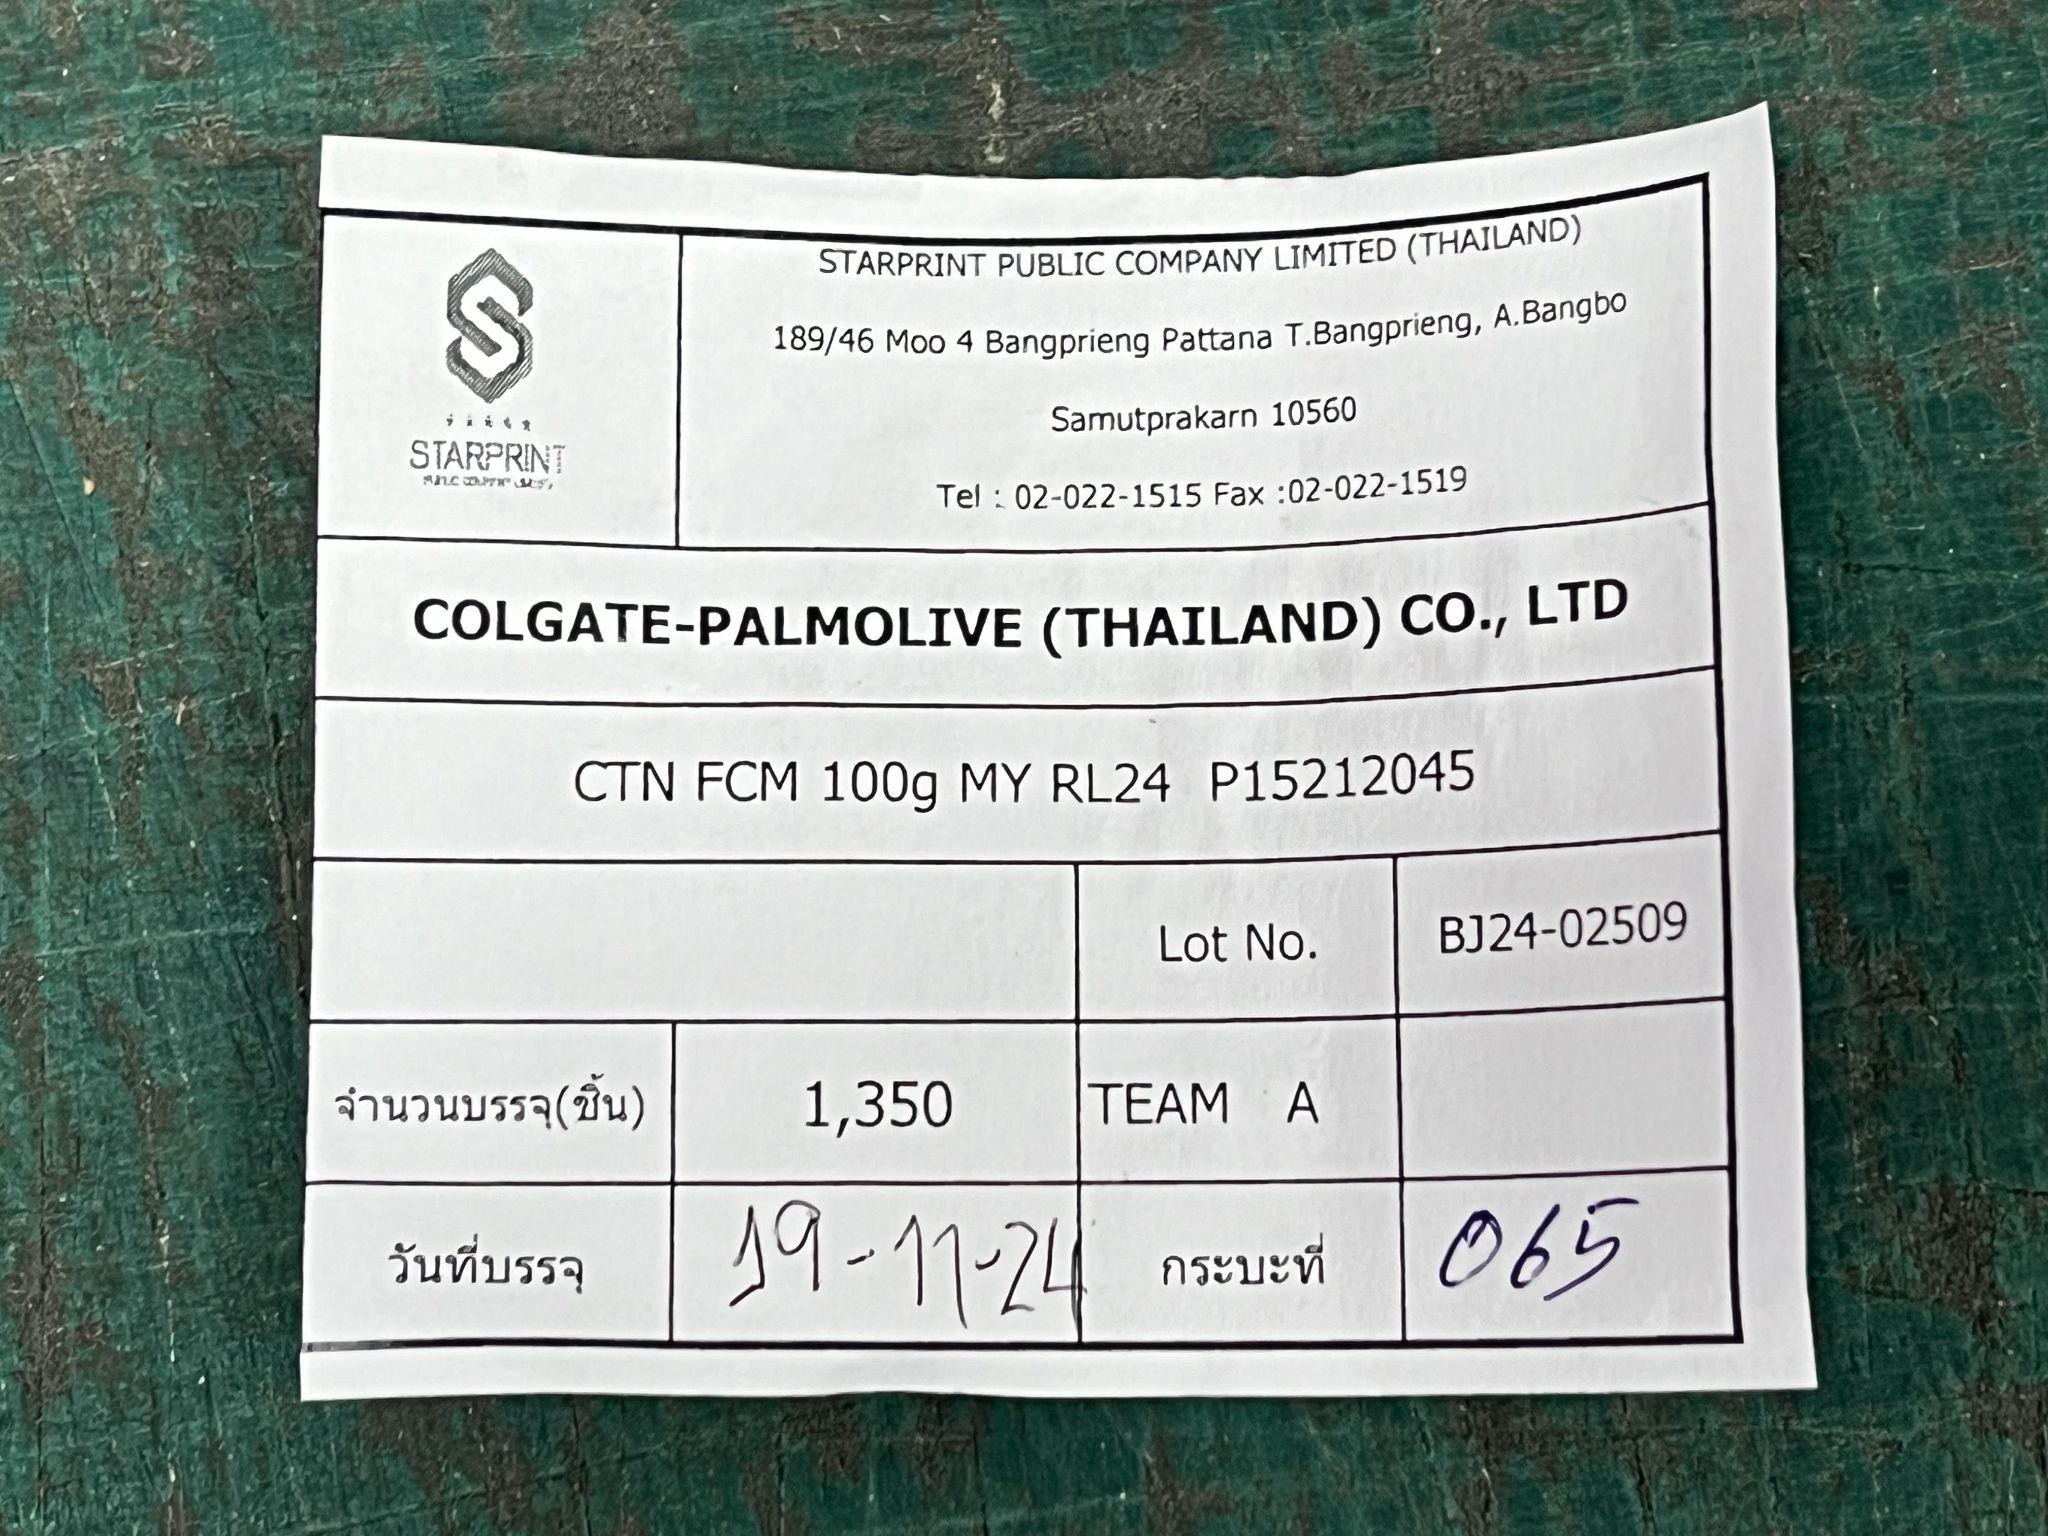 STARPRINT
STARPRINT PUBLIC COMPANY LIMITED (THAILAND)
189/46 Moo 4 Bangprieng Pattana T.Bangprieng, A.Bangbo
Samutprakarn 10560
Tel : 02-022-1515 Fax :02-022-1519
COLGATE-PALMOLIVE (THAILAND) CO., LTD
CTN FCM 100g MY RL24 P15212045
Lot No. BJ24-02509
จำนวนบรรจุ(ชิ้น) 1,350 TEAM A
วันที่บรรจุ 19-11-24 กระบะที่ 065